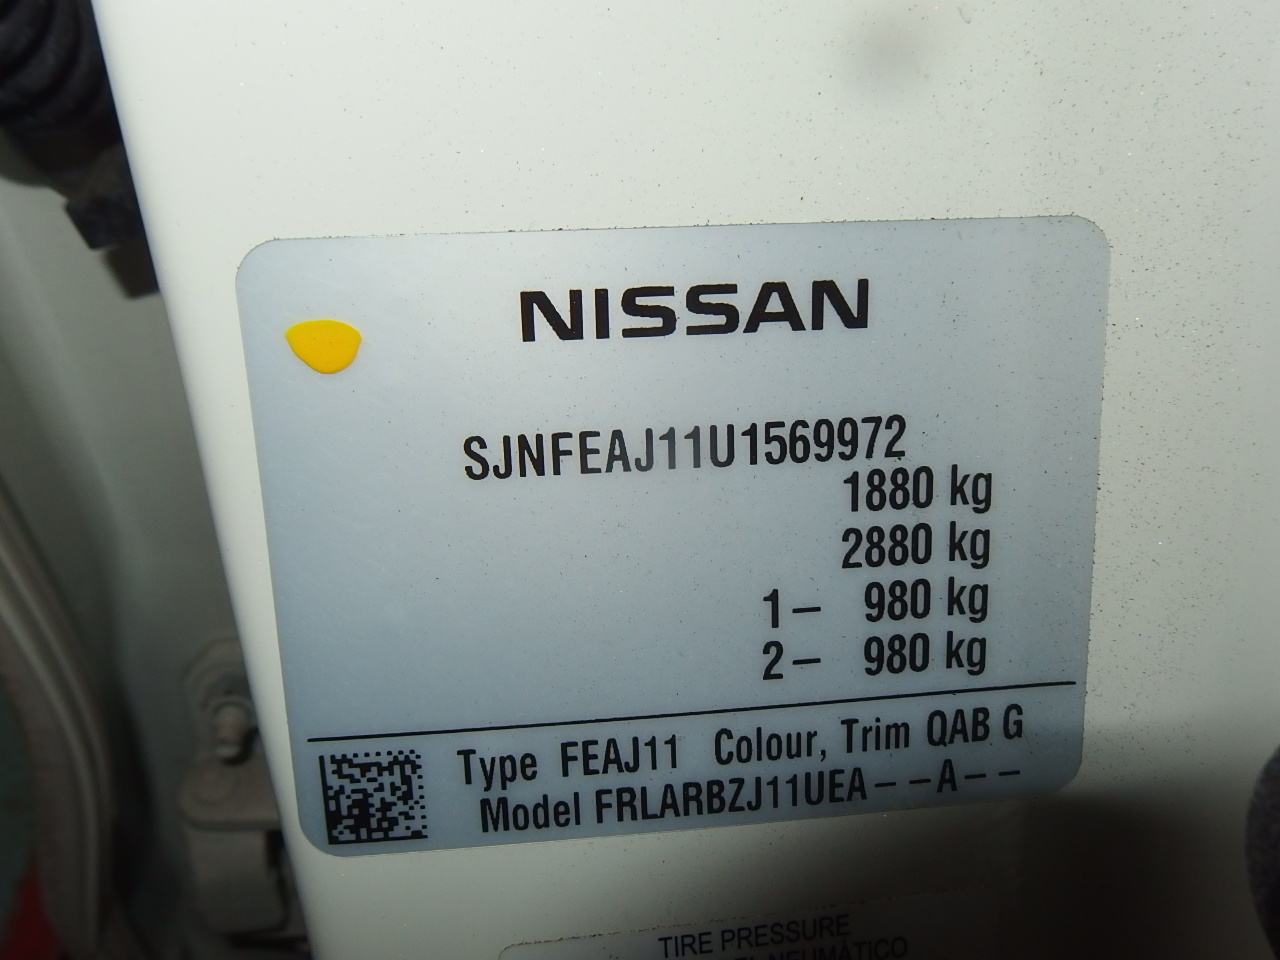 NISSAN
SJNFEAJ11U1569972
1880 kg
2880 kg
1– 980 kg
2– 980 kg
Type FEAJ11 Colour, Trim QAB G
Model FRLARBZJ11UEA– –A– –
TIRE PRESSURE
NEUMÁTICO